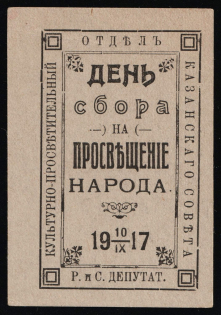 ОТДѢЛЪ
КУЛЬТУРНО-ПРОСВѢТИТЕЛЬНЫЙ
КАЗАНСКАГО СОВѢТА
ДЕНЬ
сбора
—) НА (—
ПРОСВѢЩЕНІЕ
НАРОДА.
19 10/IX 17
Р. и С. ДЕПУТАТ.